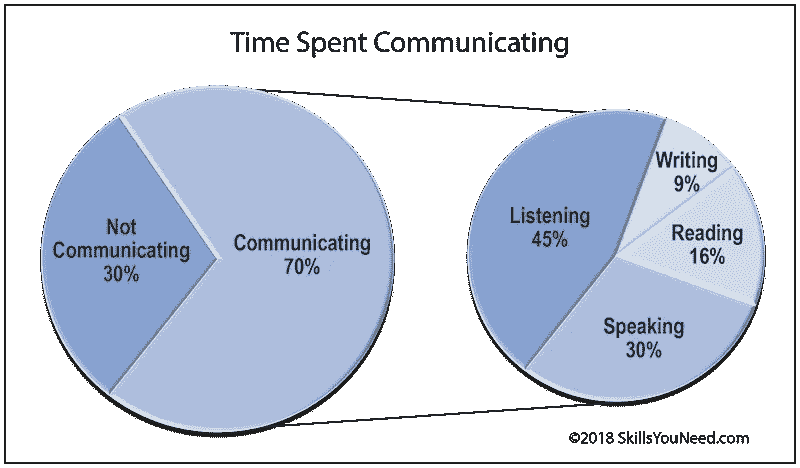 Time Spent Communicating
Not
Communicating
30%
Communicating
70%
Listening
45%
Writing
9%
Reading
16%
Speaking
30%
©2018 SkillsYouNeed.com